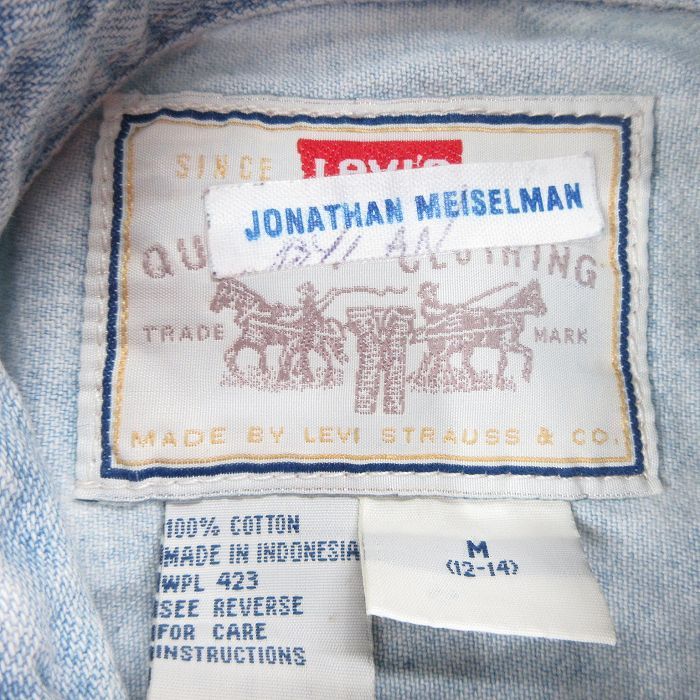 SINCE Levi's
JONATHAN MEISELMAN
QU CLOTHING
TRADE MARK
MADE BY LEVI STRAUSS & CO.
100% COTTON
MADE IN INDONESIA
WPL 423
SEE REVERSE
FOR CARE
INSTRUCTIONS
M
(12-14)